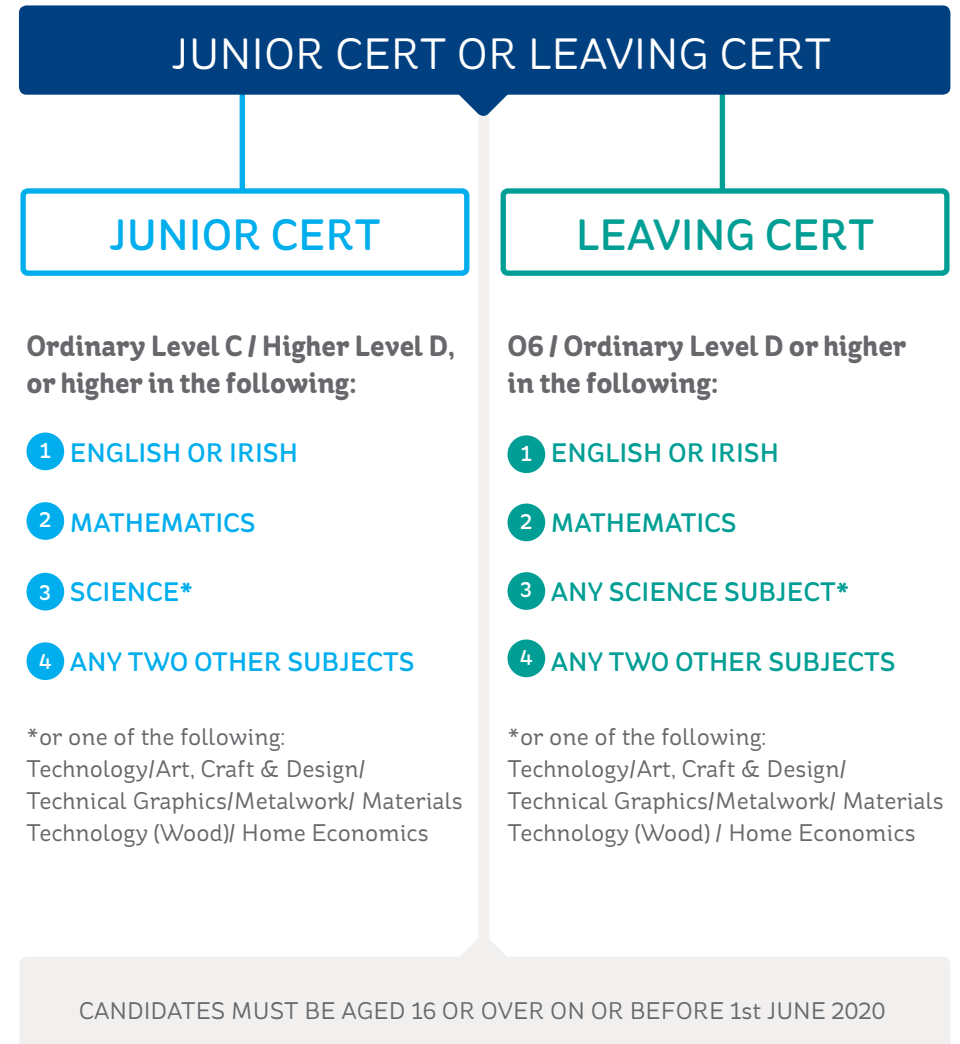 JUNIOR CERT OR LEAVING CERT
JUNIOR CERT
Ordinary Level C / Higher Level D,
or higher in the following:
1 ENGLISH OR IRISH
2 MATHEMATICS
3 SCIENCE*
4 ANY TWO OTHER SUBJECTS
*or one of the following:
Technology/Art, Craft & Design/
Technical Graphics/Metalwork/ Materials
Technology (Wood)/ Home Economics
LEAVING CERT
O6 / Ordinary Level D or higher
in the following:
1 ENGLISH OR IRISH
2 MATHEMATICS
3 ANY SCIENCE SUBJECT*
4 ANY TWO OTHER SUBJECTS
*or one of the following:
Technology/Art, Craft & Design/
Technical Graphics/Metalwork/ Materials
Technology (Wood) / Home Economics
CANDIDATES MUST BE AGED 16 OR OVER ON OR BEFORE 1st JUNE 2020